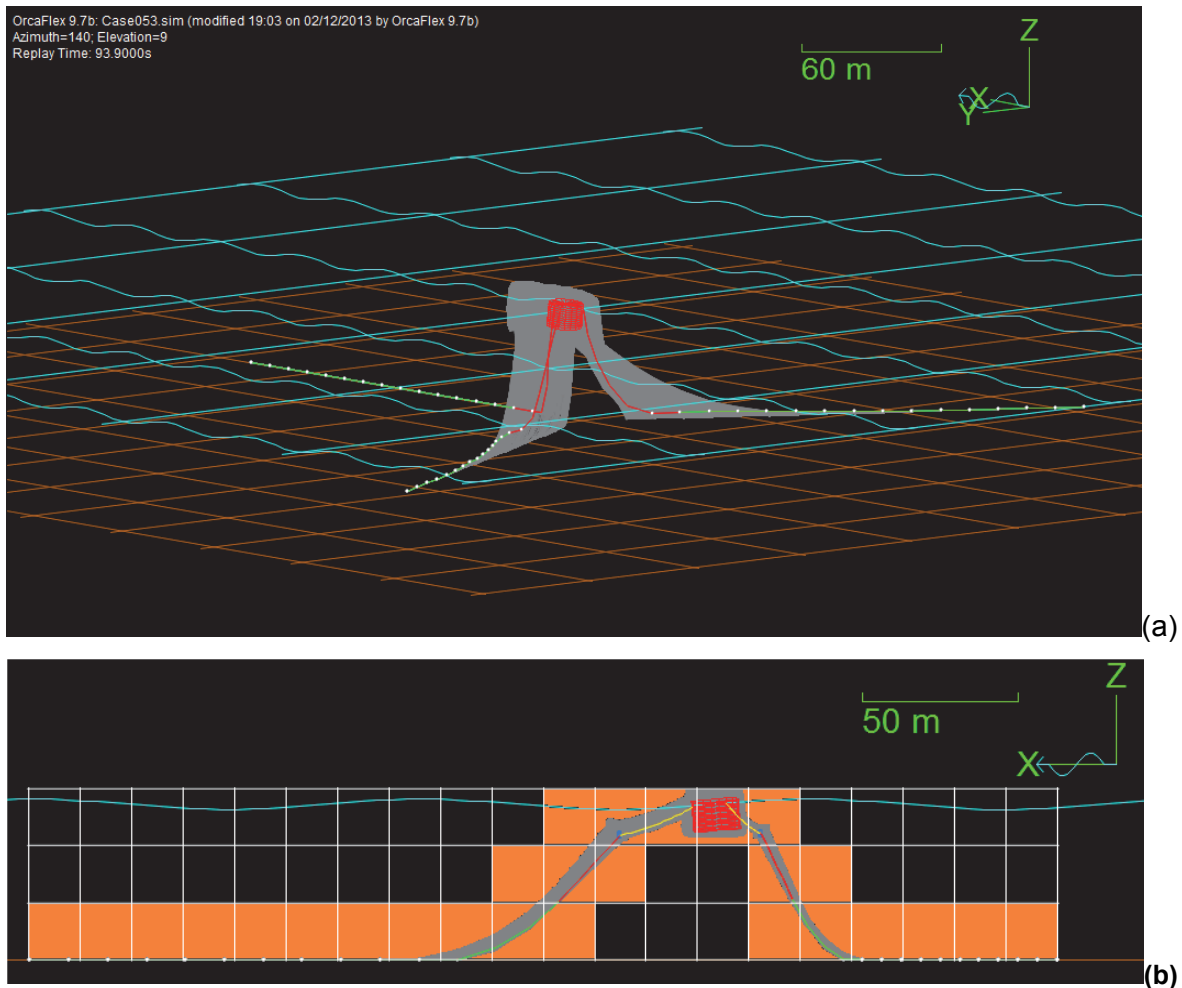 OrcaFlex 9.7b: Case053.sim (modified 19:03 on 02/12/2013 by OrcaFlex 9.7b)
Azimuth=140; Elevation=9
Replay Time: 93.9000s
60 m
Z
X
Y
(a)
50 m
Z
X
(b)